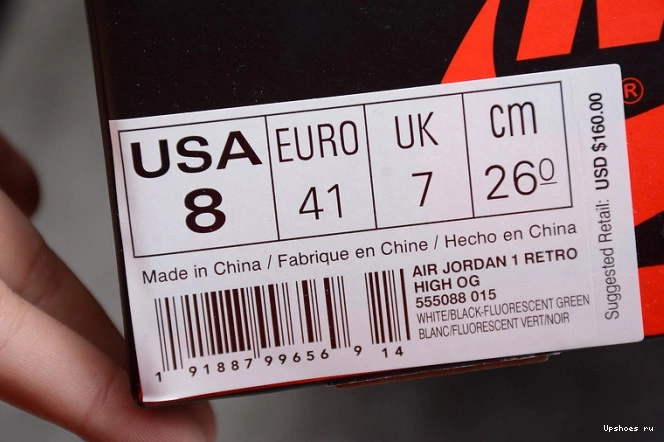 USA EURO UK cm
8 41 7 26º
Made in China / Fabrique en Chine / Hecho en China
AIR JORDAN 1 RETRO
HIGH OG
555088 015
WHITE/BLACK-FLUORESCENT GREEN
BLANC/FLUORESCENT VERT/NOIR
1 91887 99656 9 14
Suggested Retail: USD $160.00
®
Upshoes ru